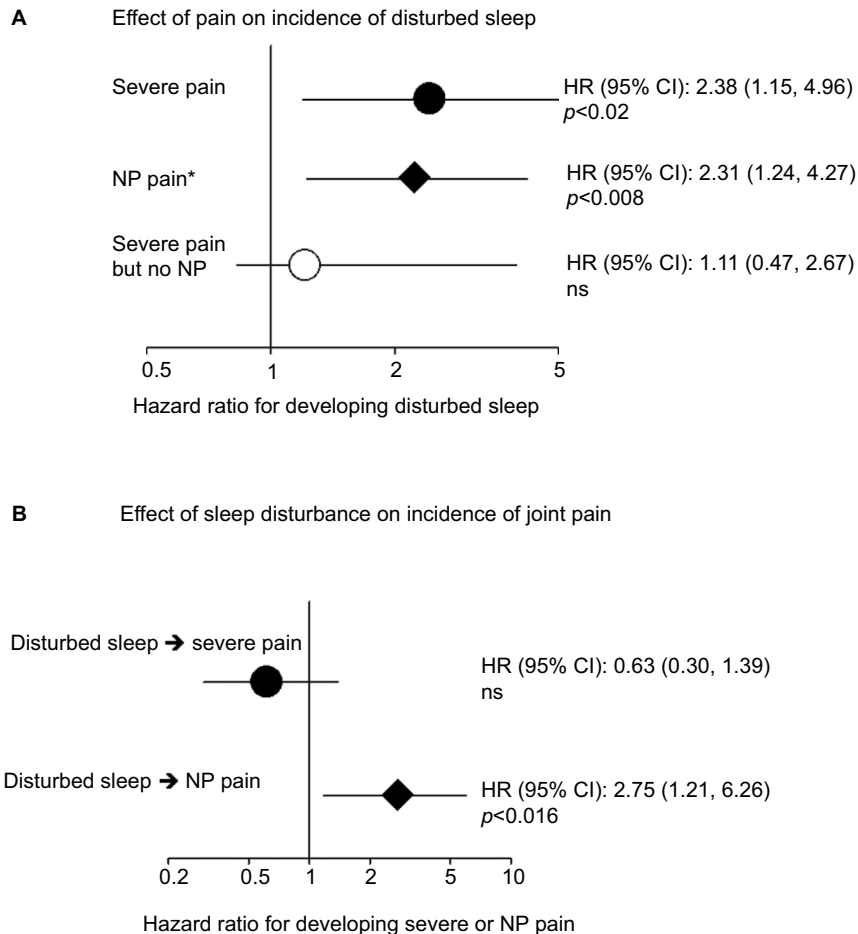 A Effect of pain on incidence of disturbed sleep
Severe pain
HR (95% CI): 2.38 (1.15, 4.96)
p<0.02
NP pain*
HR (95% CI): 2.31 (1.24, 4.27)
p<0.008
Severe pain
but no NP
HR (95% CI): 1.11 (0.47, 2.67)
ns
0.5 1 2 5
Hazard ratio for developing disturbed sleep
B Effect of sleep disturbance on incidence of joint pain
Disturbed sleep ➔ severe pain
HR (95% CI): 0.63 (0.30, 1.39)
ns
Disturbed sleep ➔ NP pain
HR (95% CI): 2.75 (1.21, 6.26)
p<0.016
0.2 0.5 1 2 5 10
Hazard ratio for developing severe or NP pain